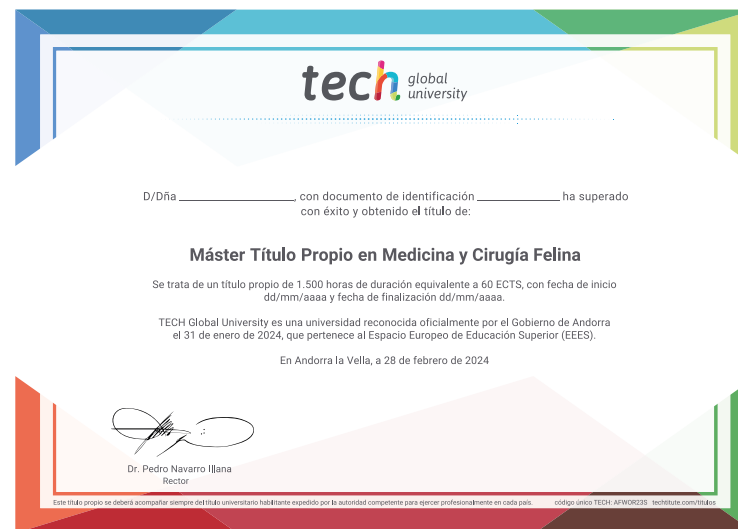 tech global university
D/Dña ______________, con documento de identificación ____________ ha superado
con éxito y obtenido el título de:
Máster Título Propio en Medicina y Cirugía Felina
Se trata de un título propio de 1.500 horas de duración equivalente a 60 ECTS, con fecha de inicio
dd/mm/aaaa y fecha de finalización dd/mm/aaaa.
TECH Global University es una universidad reconocida oficialmente por el Gobierno de Andorra
el 31 de enero de 2024, que pertenece al Espacio Europeo de Educación Superior (EEES).
En Andorra la Vella, a 28 de febrero de 2024
Dr. Pedro Navarro Illana
Rector
Este título propio se deberá acompañar siempre del título universitario habilitante expedido por la autoridad competente para ejercer profesionalmente en cada país. código único TECH: AFWOR23S techtitute.com/titulos